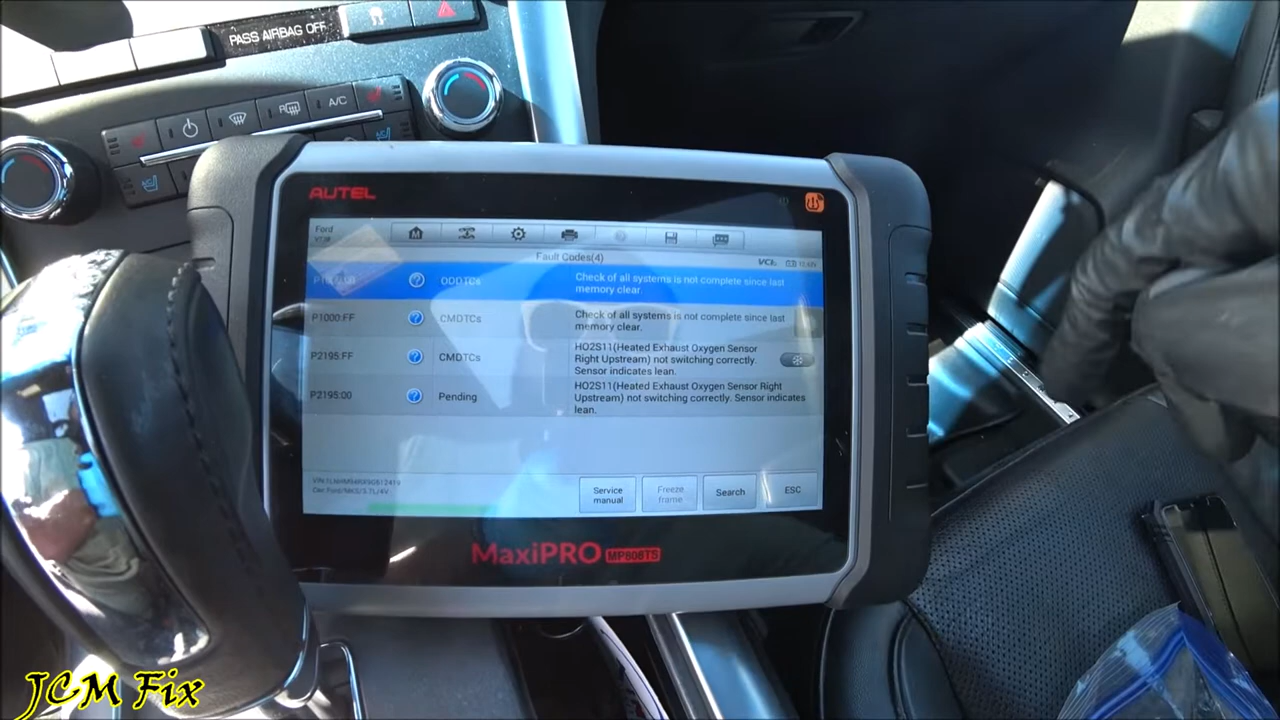 PASS AIRBAG OFF
R
A/C
A/C
AUTEL
Ford
Fault Codes(4)
VCI
ODDTCs
Check of all systems is not complete since last
memory clear.
P1000:FF
CMDTCs
Check of all systems is not complete since last
memory clear.
P2195:FF
CMDTCs
HO2S11(Heated Exhaust Oxygen Sensor
Right Upstream) not switching correctly.
Sensor indicates lean.
P2195:00
Pending
HO2S11(Heated Exhaust Oxygen Sensor Right
Upstream) not switching correctly. Sensor indicates
lean.
Service
manual
Freeze
frame
Search
ESC
MaxiPRO MP808TS
JCM Fix